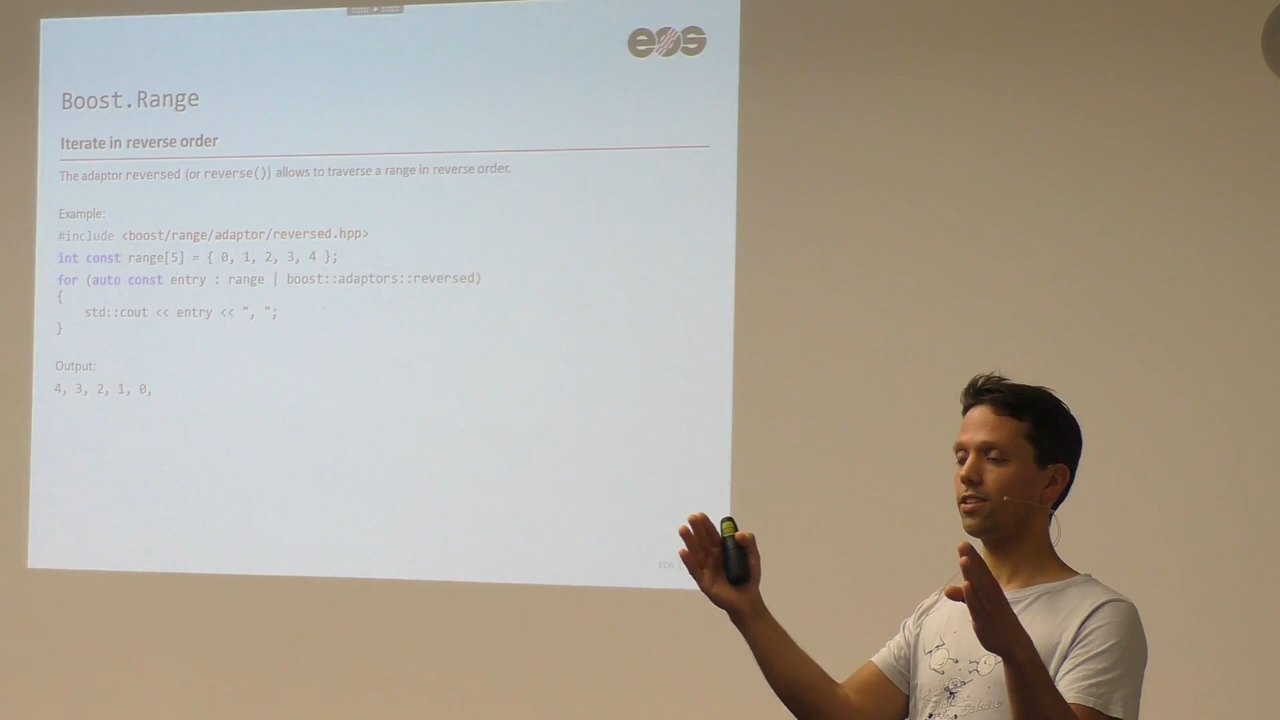 eos
Boost.Range
Iterate in reverse order
The adaptor reversed (or reverse()) allows to traverse a range in reverse order.
Example:
#include <boost/range/adaptor/reversed.hpp>
int const range[5] = { 0, 1, 2, 3, 4 };
for (auto const entry : range | boost::adaptors::reversed)
{
    std::cout << entry << ", ";
}
Output:
4, 3, 2, 1, 0,
EOS |